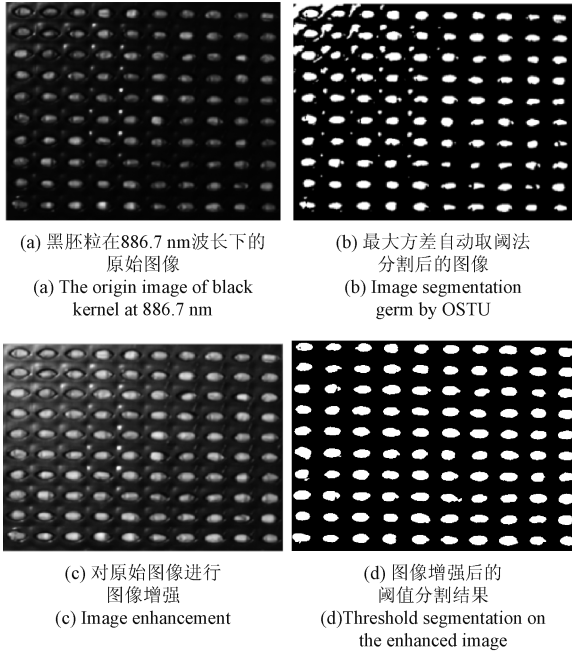 (a) 黑胚粒在886.7 nm波长下的
原始图像
(a) The origin image of black
kernel at 886.7 nm
(b) 最大方差自动取阈法
分割后的图像
(b) Image segmentation
germ by OSTU
(c) 对原始图像进行
图像增强
(c) Image enhancement
(d) 图像增强后的
阈值分割结果
(d)Threshold segmentation on
the enhanced image